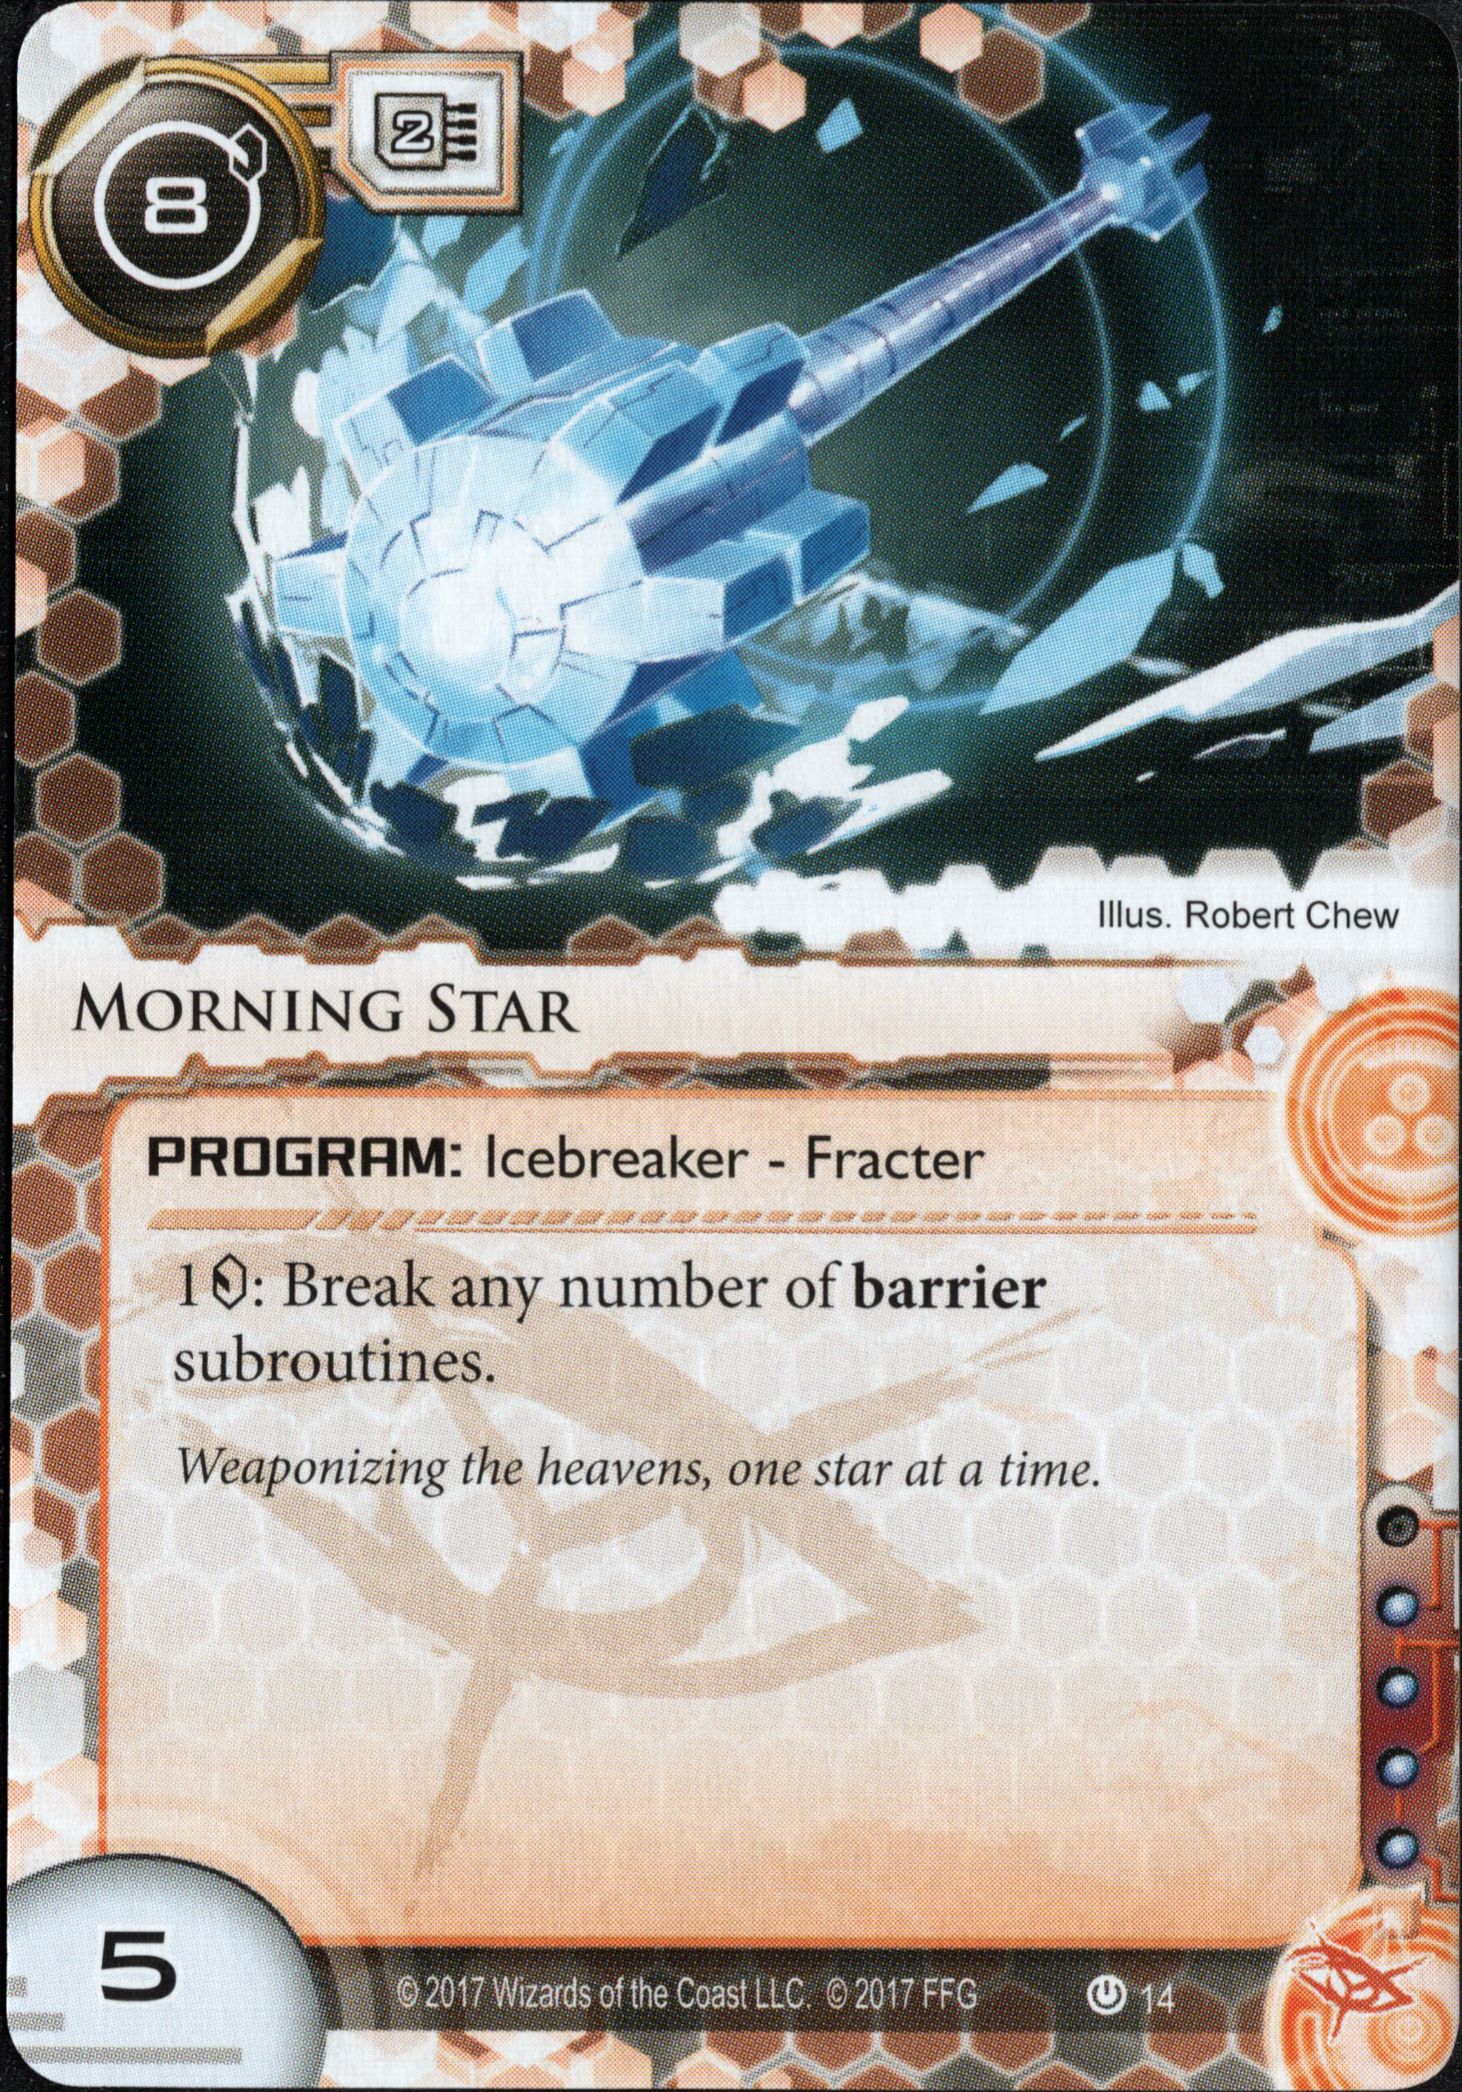 8
2
Illus. Robert Chew
MORNING STAR
PROGRAM: Icebreaker - Fracter
1: Break any number of barrier
subroutines.
Weaponizing the heavens, one star at a time.
5
© 2017 Wizards of the Coast LLC. © 2017 FFG
14